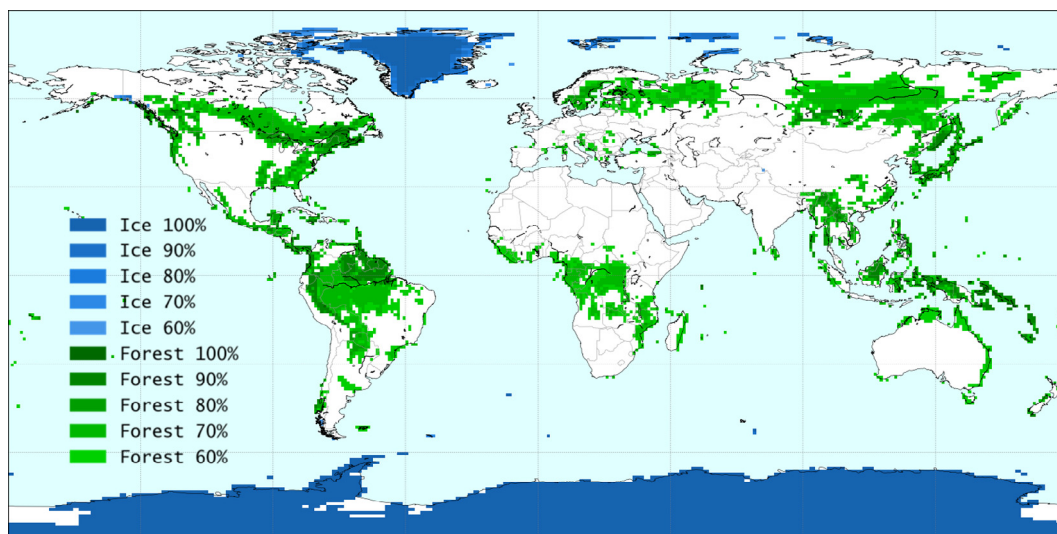 Ice 100%
Ice 90%
Ice 80%
Ice 70%
Ice 60%
Forest 100%
Forest 90%
Forest 80%
Forest 70%
Forest 60%